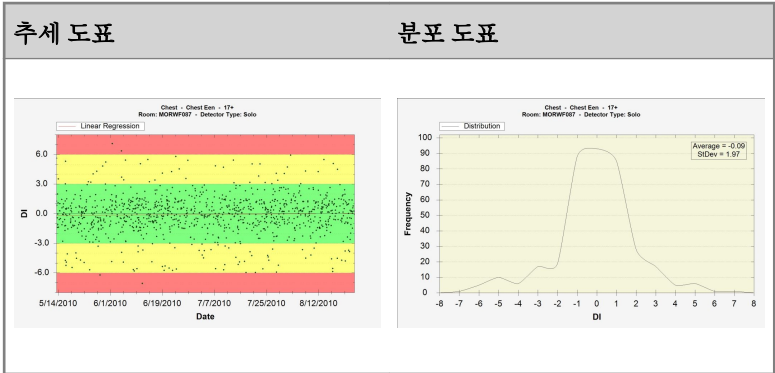 추세 도표
분포 도표
Chest - Chest Een - 17+
Room: MORWF087 - Detector Type: Solo
Linear Regression
6.0
3.0
0.0
-3.0
-6.0
DI
5/14/2010 6/1/2010 6/19/2010 7/7/2010 7/25/2010 8/12/2010
Date
Chest - Chest Een - 17+
Room: MORWF087 - Detector Type: Solo
Distribution
Average = -0.09
StDev = 1.97
100
90
80
70
60
50
40
30
20
10
0
Frequency
-8 -7 -6 -5 -4 -3 -2 -1 0 1 2 3 4 5 6 7 8
DI